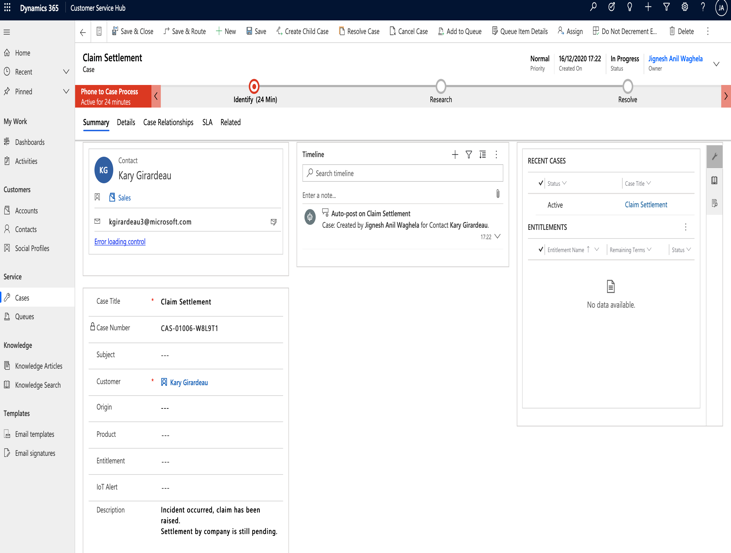 Dynamics 365
Customer Service Hub
JA
Save & Close
Save & Route
New
Save
Create Child Case
Resolve Case
Cancel Case
Add to Queue
Queue Item Details
Assign
Do Not Decrement E...
Delete
Home
Recent
Pinned
My Work
Dashboards
Activities
Customers
Accounts
Contacts
Social Profiles
Service
Cases
Queues
Knowledge
Knowledge Articles
Knowledge Search
Templates
Email templates
Email signatures
Claim Settlement
Case
Normal
Priority
16/12/2020 17:22
Created On
In Progress
Status
Jignesh Anil Waghela
Owner
Phone to Case Process
Active for 24 minutes
Identify (24 Min)
Research
Resolve
Summary
Details
Case Relationships
SLA
Related
KG
Contact
Kary Girardeau
Sales
kgirardeau3@microsoft.com
Error loading control
Case Title * Claim Settlement
Case Number CAS-01006-W8L9T1
Subject ---
Customer * Kary Girardeau
Origin ---
Product ---
Entitlement ---
IoT Alert ---
Description Incident occurred, claim has been
raised.
Settlement by company is still pending.
Timeline
Search timeline
Enter a note...
Auto-post on Claim Settlement
Case: Created by Jignesh Anil Waghela for Contact Kary Girardeau.
17:22
RECENT CASES
Status
Case Title
Active
Claim Settlement
ENTITLEMENTS
Entitlement Name
Remaining Terms
Status
No data available.